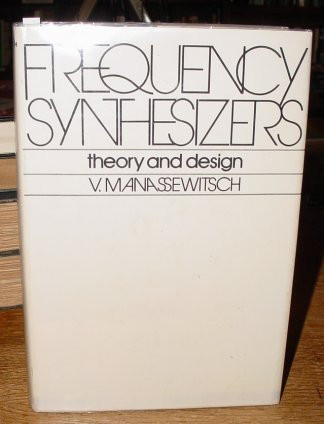 FREQUENCY
SYNTHESIZERS
theory and design
V. MANASSEWITSCH